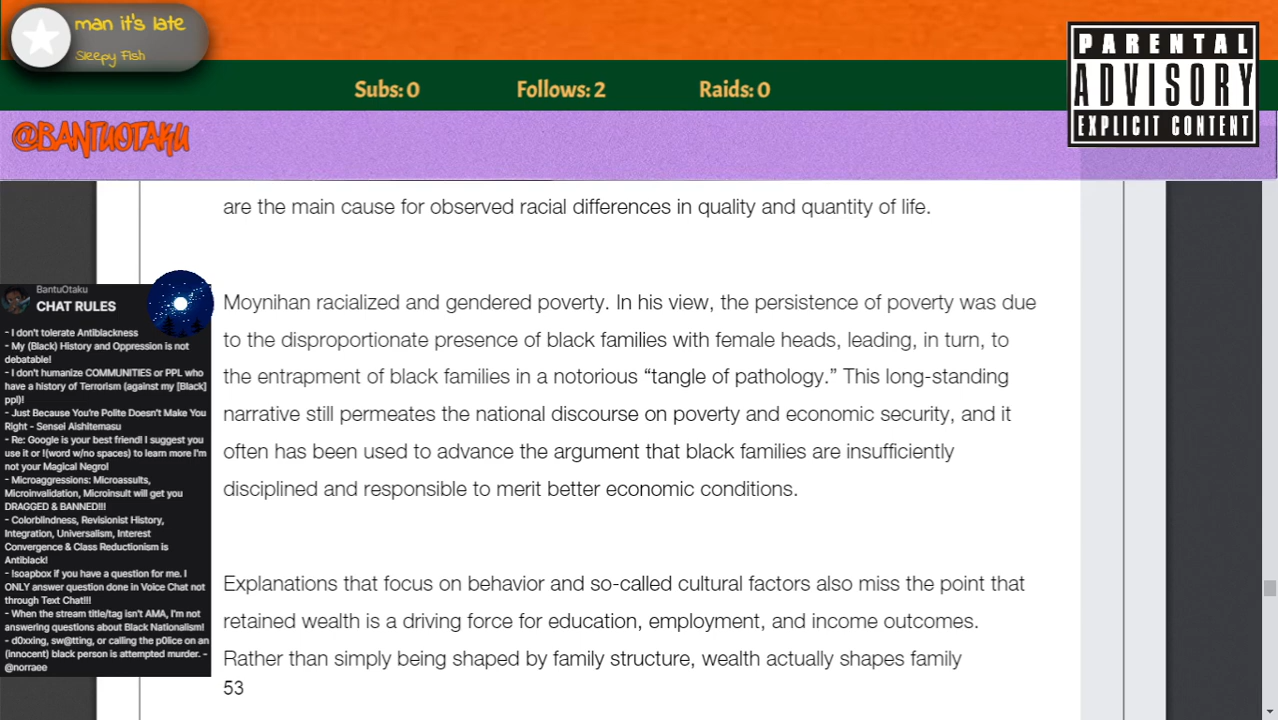 man it's late
Sleepy Fish
PARENTAL
ADVISORY
EXPLICIT CONTENT
Subs: 0
Follows: 2
Raids: 0
@BANTUOTAKU
are the main cause for observed racial differences in quality and quantity of life.
Moynihan racialized and gendered poverty. In his view, the persistence of poverty was due
to the disproportionate presence of black families with female heads, leading, in turn, to
the entrapment of black families in a notorious “tangle of pathology.” This long-standing
narrative still permeates the national discourse on poverty and economic security, and it
often has been used to advance the argument that black families are insufficiently
disciplined and responsible to merit better economic conditions.
Explanations that focus on behavior and so-called cultural factors also miss the point that
retained wealth is a driving force for education, employment, and income outcomes.
Rather than simply being shaped by family structure, wealth actually shapes family
53
BantuOtaku
CHAT RULES
- I don't tolerate Antiblackness
- My (Black) History and Oppression is not
debatable!
- I don't humanize COMMUNITIES or PPL who
have a history of Terrorism (against my [Black]
ppl)!
- Just Because You're Polite Doesn't Make You
Right - Sensei Aishitemasu
- Re: Google is your best friend! I suggest you
use it or !(word w/no spaces) to learn more I'm
not your Magical Negro!
- Microaggressions: Microassults,
Microinvalidation, Microinsult will get you
DRAGGED & BANNED!!!
- Colorblindness, Revisionist History,
Integration, Universalism, Interest
Convergence & Class Reductionism is
Antiblack!
- !soapbox if you have a question for me. I
ONLY answer question done in Voice Chat not
through Text Chat!!!
- When the stream title/tag isn't AMA, I'm not
answering questions about Black Nationalism!
- d0xxing, sw@tting, or calling the p0lice on an
(innocent) black person is attempted murder. -
@norraee